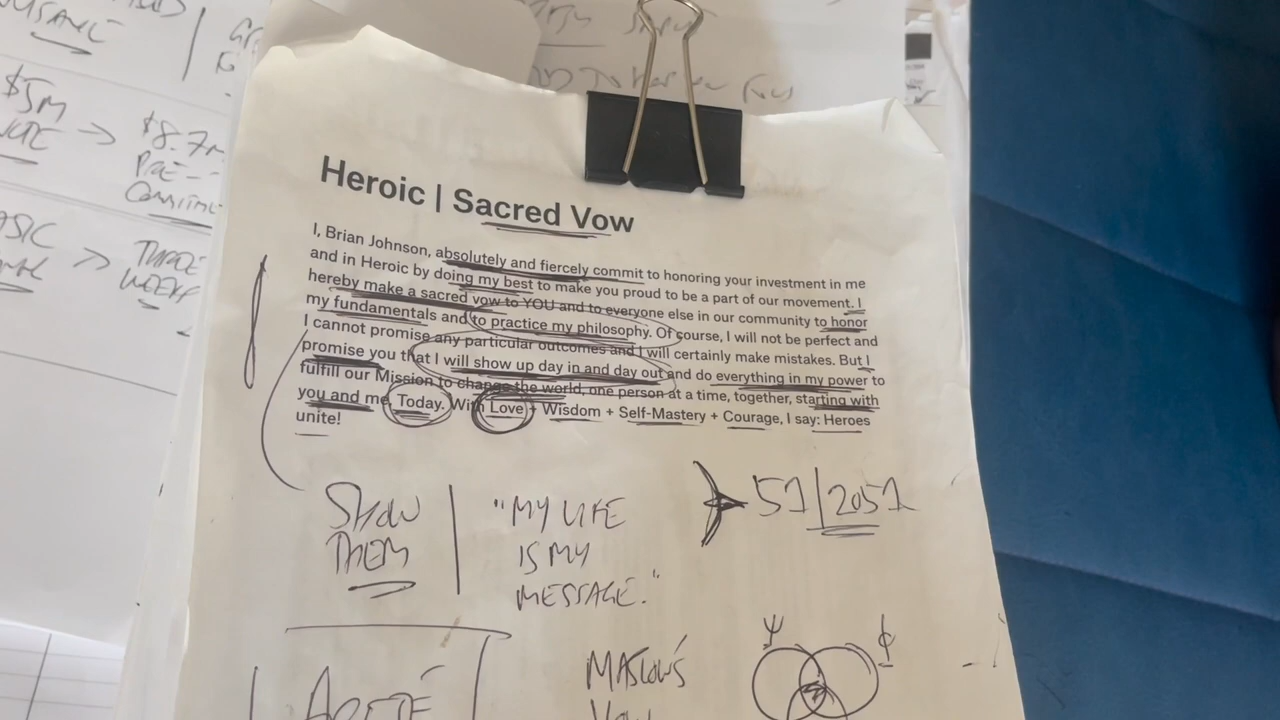 $5M
→ $8.7M
PRE-
THREE
WEEKS
Heroic | Sacred Vow
I, Brian Johnson, absolutely and fiercely commit to honoring your investment in me
and in Heroic by doing my best to make you proud to be a part of our movement. I
hereby make a sacred vow to YOU and to everyone else in our community to honor
my fundamentals and to practice my philosophy. Of course, I will not be perfect and
I cannot promise any particular outcomes and I will certainly make mistakes. But I
promise you that I will show up day in and day out and do everything in my power to
fulfill our Mission to change the world, one person at a time, together, starting with
you and me. Today. With Love + Wisdom + Self-Mastery + Courage, I say: Heroes
unite!
SHOW
THEM
"MY LIFE
IS MY
MESSAGE."
51/2051
ARETÉ
MASLOW'S
Ψ